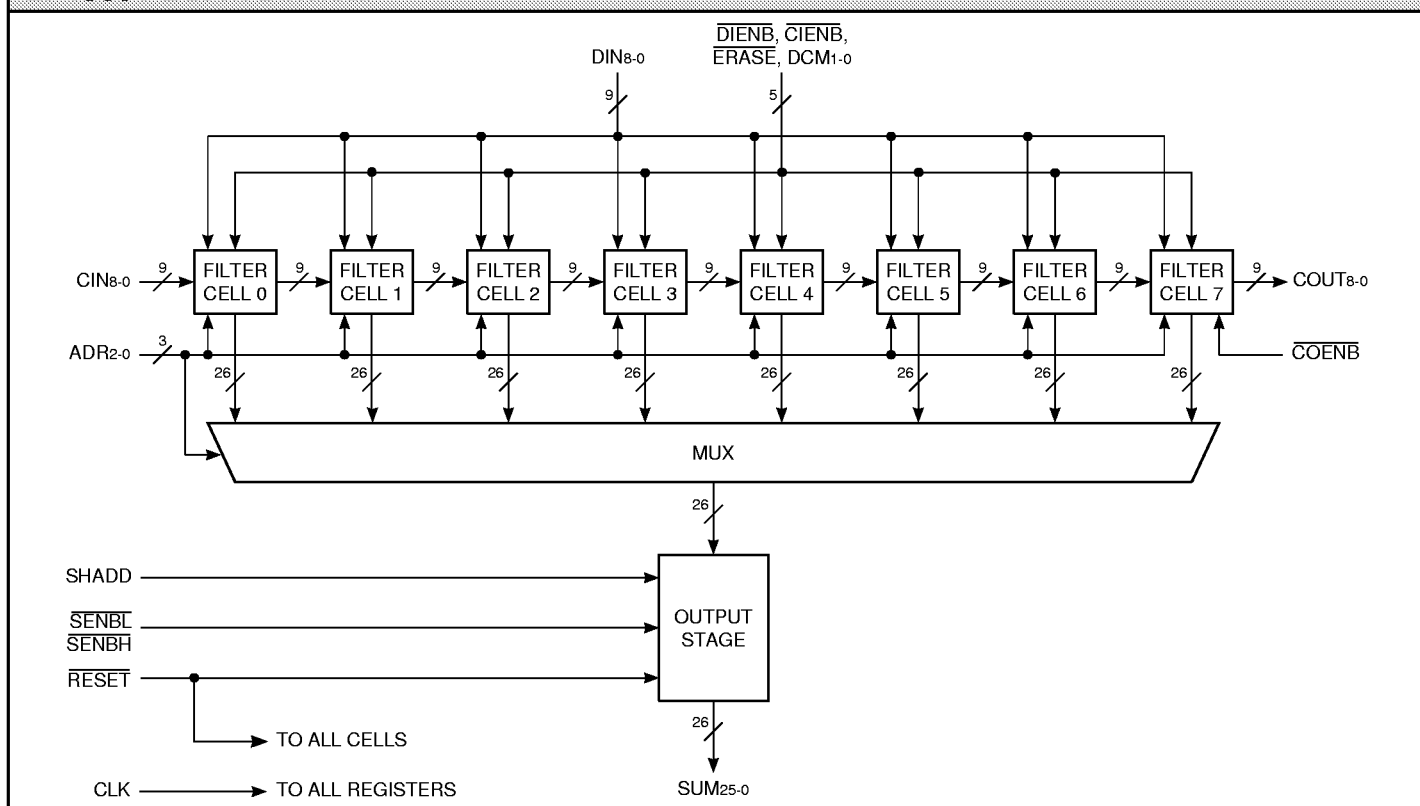 DIENB, CIENB,
DIN8-0 ERASE, DCM1-0
9 5
FILTER CELL 0
FILTER CELL 1
FILTER CELL 2
FILTER CELL 3
FILTER CELL 4
FILTER CELL 5
FILTER CELL 6
FILTER CELL 7
CIN8-0 9 9 9 9 9 9 9 9 9 COUT8-0
ADR2-0 3 COENB
26 26 26 26 26 26 26 26
MUX
26
SHADD
SENBL
SENBH
OUTPUT
STAGE
RESET
26
TO ALL CELLS
CLK TO ALL REGISTERS SUM25-0